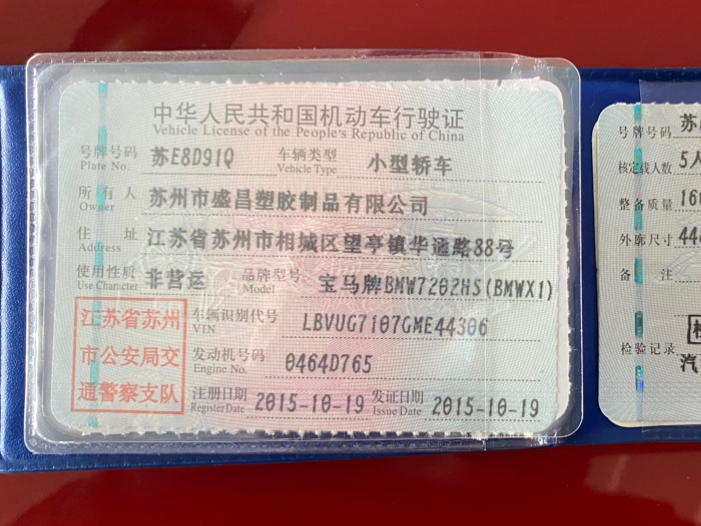 中华人民共和国机动车行驶证
Vehicle License of the People's Republic of China
号牌号码 苏E8D91Q 车辆类型 小型轿车
Plate No. Vehicle Type
所有人 苏州市盛昌塑胶制品有限公司
Owner
住址 江苏省苏州市相城区望亭镇华通路88号
Address
使用性质 非营运 品牌型号 宝马牌BMW7202HS(BMWX1)
Use Character Model
江苏省苏州
市公安局交
通警察支队
车辆识别代号 LBVUG7107GME44306
VIN
发动机号码 0464D765
Engine No.
注册日期 2015-10-19 发证日期 2015-10-19
Register Date Issue Date
号牌号码 苏
核定载人数 5人
整备质量 16
外廓尺寸 44
备注
检验记录
汽